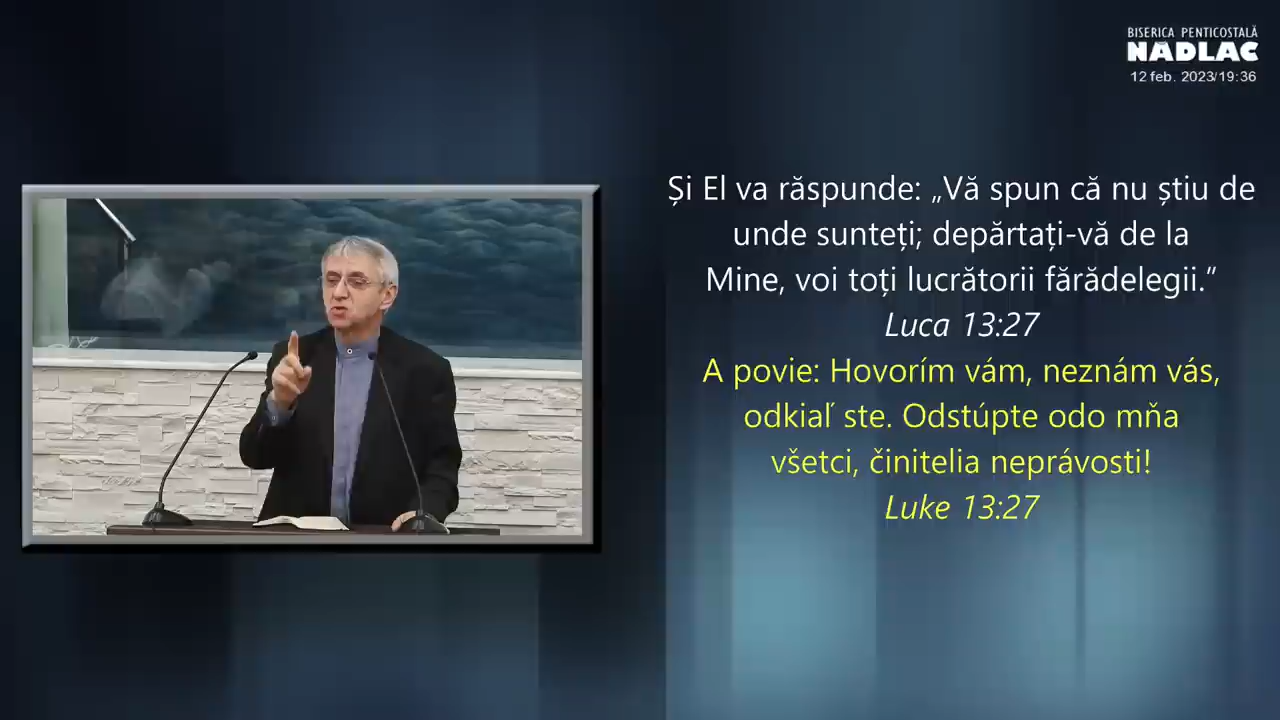 BISERICA PENTICOSTALĂ
NĂDLAC
12 feb. 2023/19:36
Și El va răspunde: „Vă spun că nu știu de
unde sunteți; depărtați-vă de la
Mine, voi toți lucrătorii fărădelegii.”
Luca 13:27
A povie: Hovorím vám, neznám vás,
odkiaľ ste. Odstúpte odo mňa
všetci, činitelia neprávosti!
Luke 13:27